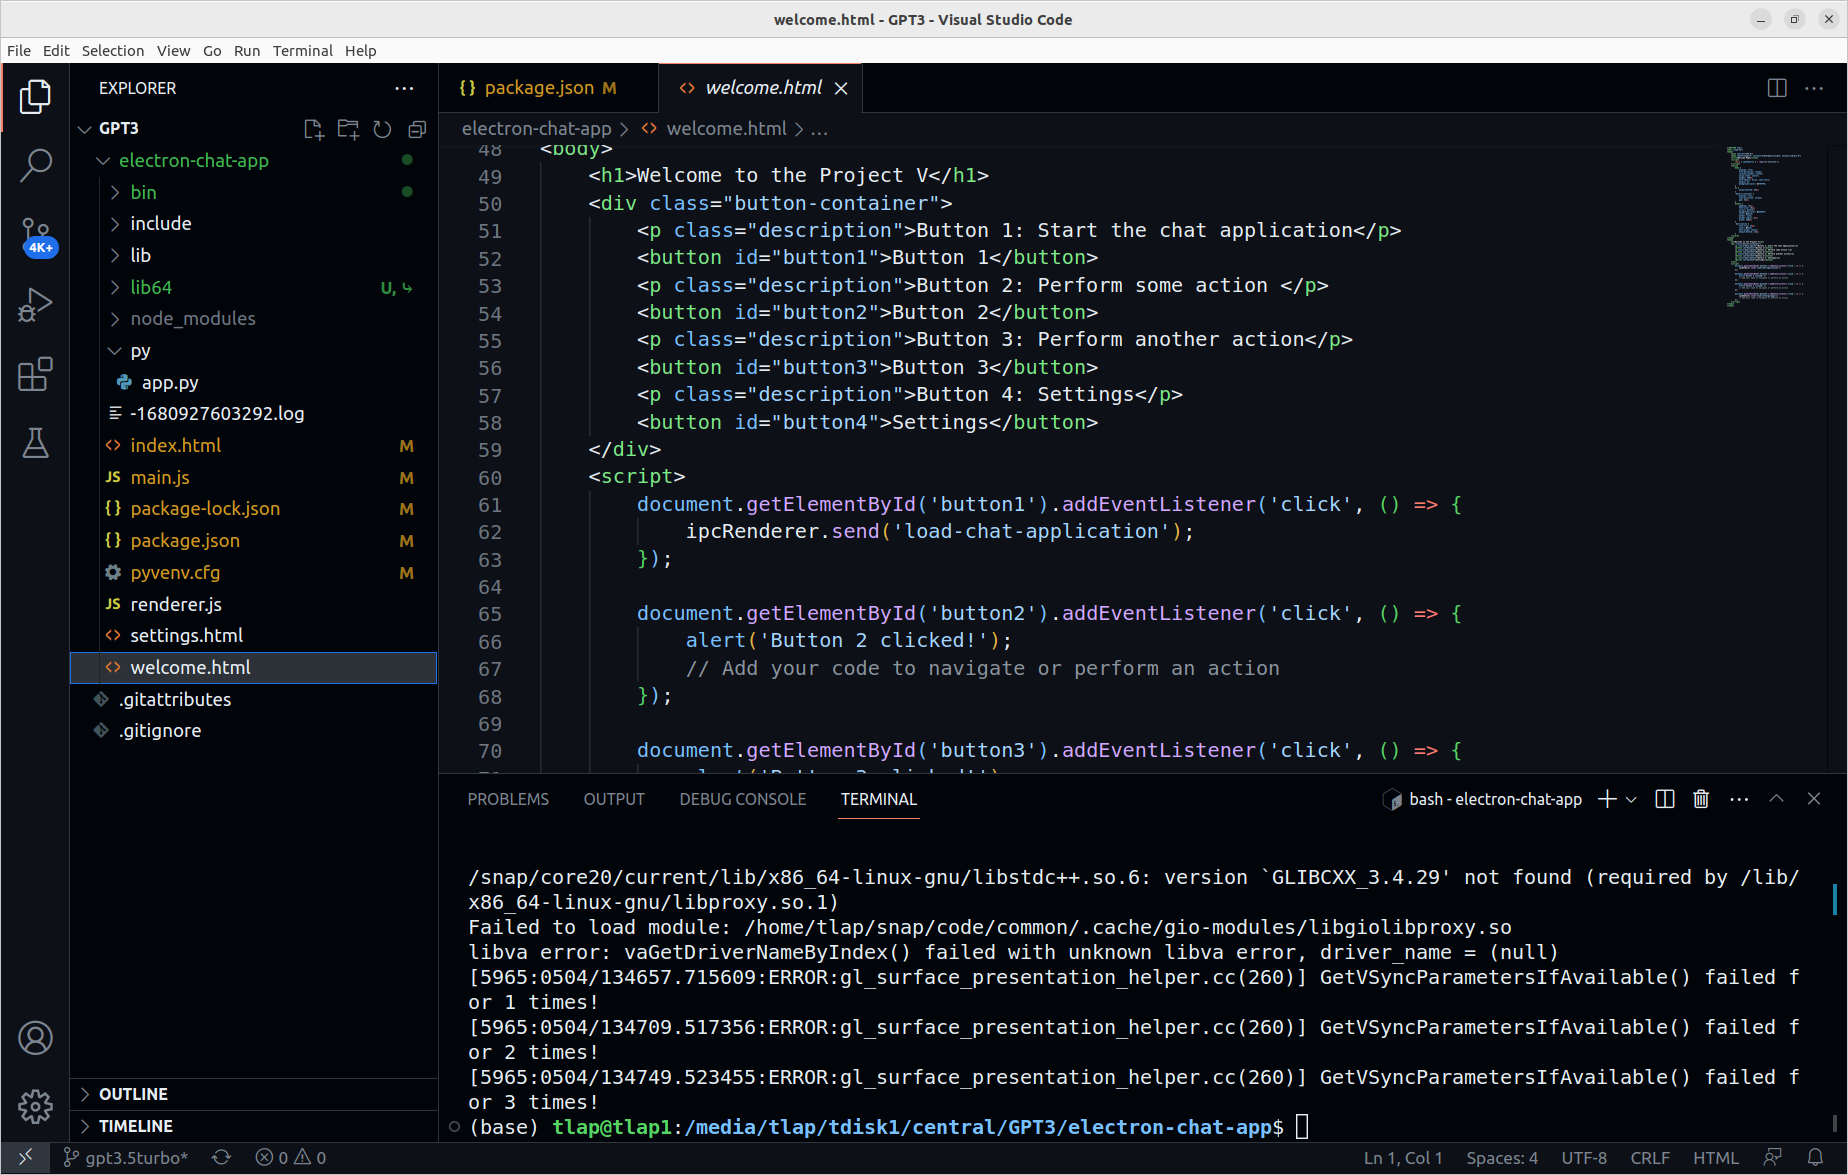 welcome.html - GPT3 - Visual Studio Code
File Edit Selection View Go Run Terminal Help
EXPLORER
GPT3
electron-chat-app
bin
include
lib
lib64 U,
node_modules
py
app.py
-1680927603292.log
index.html M
main.js M
package-lock.json M
package.json M
pyvenv.cfg M
renderer.js
settings.html
welcome.html
.gitattributes
.gitignore
OUTLINE
TIMELINE
4K+
package.json M welcome.html
electron-chat-app > welcome.html > ...
48 <body>
49 <h1>Welcome to the Project V</h1>
50 <div class="button-container">
51 <p class="description">Button 1: Start the chat application</p>
52 <button id="button1">Button 1</button>
53 <p class="description">Button 2: Perform some action </p>
54 <button id="button2">Button 2</button>
55 <p class="description">Button 3: Perform another action</p>
56 <button id="button3">Button 3</button>
57 <p class="description">Button 4: Settings</p>
58 <button id="button4">Settings</button>
59 </div>
60 <script>
61 document.getElementById('button1').addEventListener('click', () => {
62 ipcRenderer.send('load-chat-application');
63 });
64
65 document.getElementById('button2').addEventListener('click', () => {
66 alert('Button 2 clicked!');
67 // Add your code to navigate or perform an action
68 });
69
70 document.getElementById('button3').addEventListener('click', () => {
PROBLEMS OUTPUT DEBUG CONSOLE TERMINAL bash - electron-chat-app
/snap/core20/current/lib/x86_64-linux-gnu/libstdc++.so.6: version `GLIBCXX_3.4.29' not found (required by /lib/
x86_64-linux-gnu/libproxy.so.1)
Failed to load module: /home/tlap/snap/code/common/.cache/gio-modules/libgiolibproxy.so
libva error: vaGetDriverNameByIndex() failed with unknown libva error, driver_name = (null)
[5965:0504/134657.715609:ERROR:gl_surface_presentation_helper.cc(260)] GetVSyncParametersIfAvailable() failed f
or 1 times!
[5965:0504/134709.517356:ERROR:gl_surface_presentation_helper.cc(260)] GetVSyncParametersIfAvailable() failed f
or 2 times!
[5965:0504/134749.523455:ERROR:gl_surface_presentation_helper.cc(260)] GetVSyncParametersIfAvailable() failed f
or 3 times!
(base) tlap@tlap1:/media/tlap/tdisk1/central/GPT3/electron-chat-app$
gpt3.5turbo* 0 0 Ln 1, Col 1 Spaces: 4 UTF-8 CRLF HTML